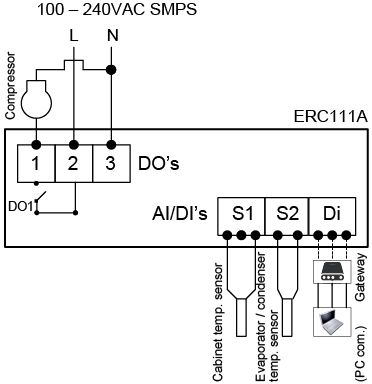 100 – 240VAC SMPS
L N
Compressor
ERC111A
1 2 3 DO's
DO1
AI/DI's S1 S2 Di
Cabinet temp. sensor
Evaporator / condenser
temp. sensor
Gateway
(PC com.)